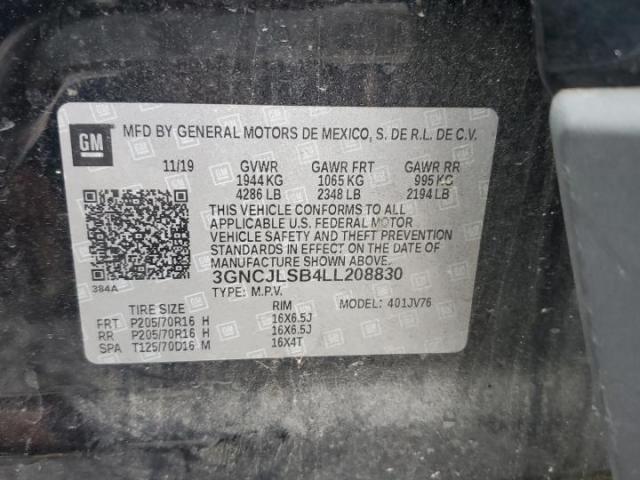 GM
MFD BY GENERAL MOTORS DE MEXICO, S. DE R.L. DE C.V.
11/19 GVWR GAWR FRT GAWR RR
1944 KG 1065 KG 995 KG
4286 LB 2348 LB 2194 LB
THIS VEHICLE CONFORMS TO ALL
APPLICABLE U.S. FEDERAL MOTOR
VEHICLE SAFETY AND THEFT
PREVENTION STANDARDS IN EFFECT
ON THE DATE OF
MANUFACTURE SHOWN ABOVE.
384A
3GNCJLSB4LL208830
TYPE: M.P.V. MODEL: 401JV76
TIRE SIZE RIM
FRT P205/70R16 H 16X6.5J
RR P205/70R16 H 16X6.5J
SPA T125/70D16 M 16X4T